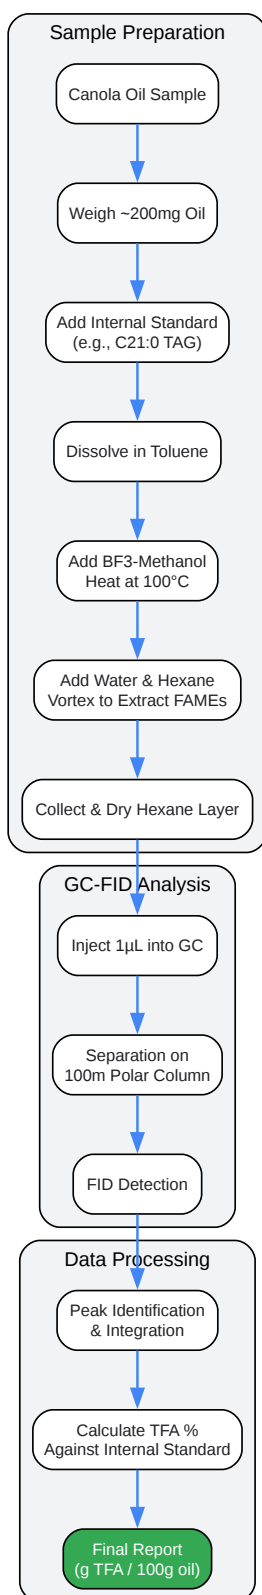 Sample Preparation
Canola Oil Sample
Weigh ~200mg Oil
Add Internal Standard
(e.g., C21:0 TAG)
Dissolve in Toluene
Add BF3-Methanol
Heat at 100°C
Add Water & Hexane
Vortex to Extract FAMEs
Collect & Dry Hexane Layer
GC-FID Analysis
Inject 1µL into GC
Separation on
100m Polar Column
FID Detection
Data Processing
Peak Identification
& Integration
Calculate TFA %
Against Internal Standard
Final Report
(g TFA / 100g oil)